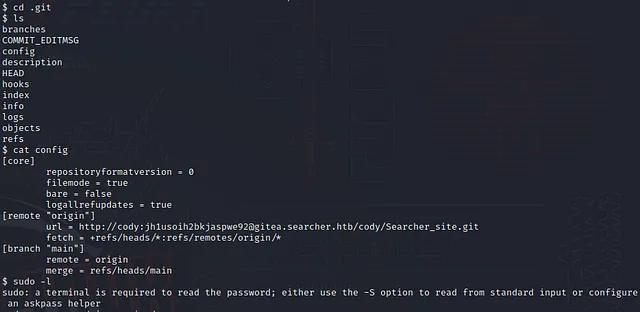 $ cd .git
$ ls
branches
COMMIT_EDITMSG
config
description
HEAD
hooks
index
info
logs
objects
refs
$ cat config
[core]
        repositoryformatversion = 0
        filemode = true
        bare = false
        logallrefupdates = true
[remote "origin"]
        url = http://cody:jh1usoih2bkjaspwe92@gitea.searcher.htb/cody/Searcher_site.git
        fetch = +refs/heads/*:refs/remotes/origin/*
[branch "main"]
        remote = origin
        merge = refs/heads/main
$ sudo -l
sudo: a terminal is required to read the password; either use the -S option to read from standard input or configure
 an askpass helper